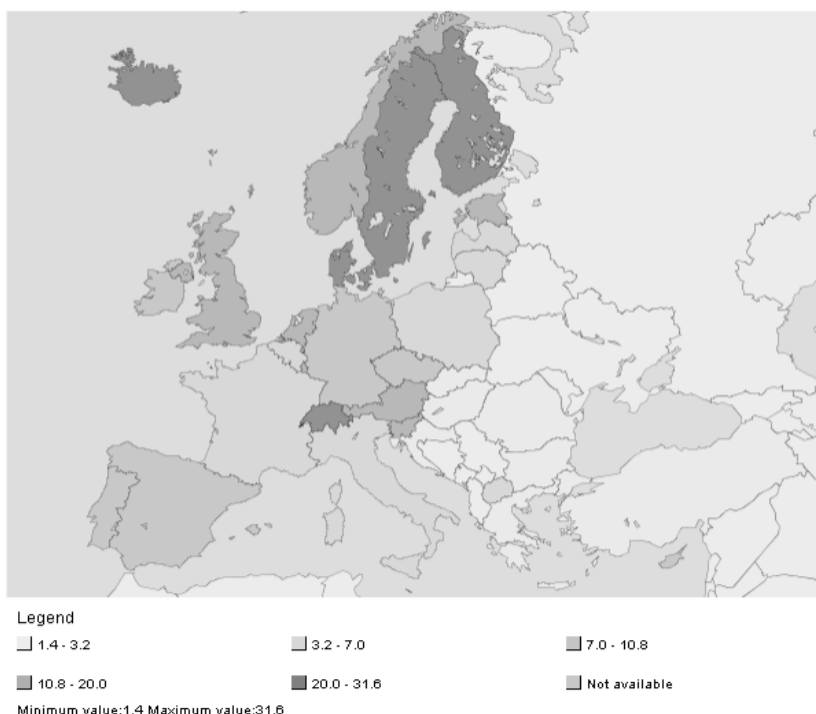 Legend
1.4 - 3.2 3.2 - 7.0 7.0 - 10.8
10.8 - 20.0 20.0 - 31.6 Not available
Minimum value:1.4 Maximum value:31.6